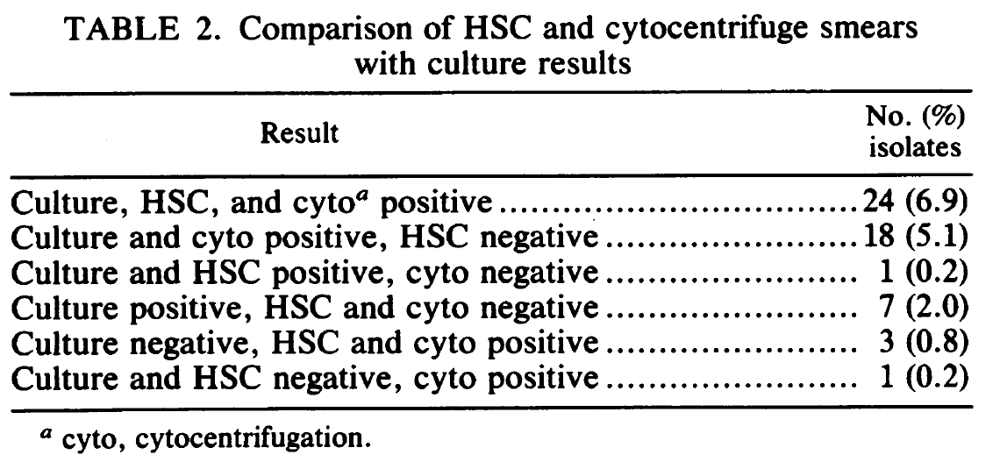 TABLE 2. Comparison of HSC and cytocentrifuge smears
with culture results
Result
No. (%)
isolates
Culture, HSC, and cytoᵃ positive..................................24 (6.9)
Culture and cyto positive, HSC negative........................18 (5.1)
Culture and HSC positive, cyto negative........................ 1 (0.2)
Culture positive, HSC and cyto negative........................ 7 (2.0)
Culture negative, HSC and cyto positive........................ 3 (0.8)
Culture and HSC negative, cyto positive........................ 1 (0.2)
ᵃ cyto, cytocentrifugation.